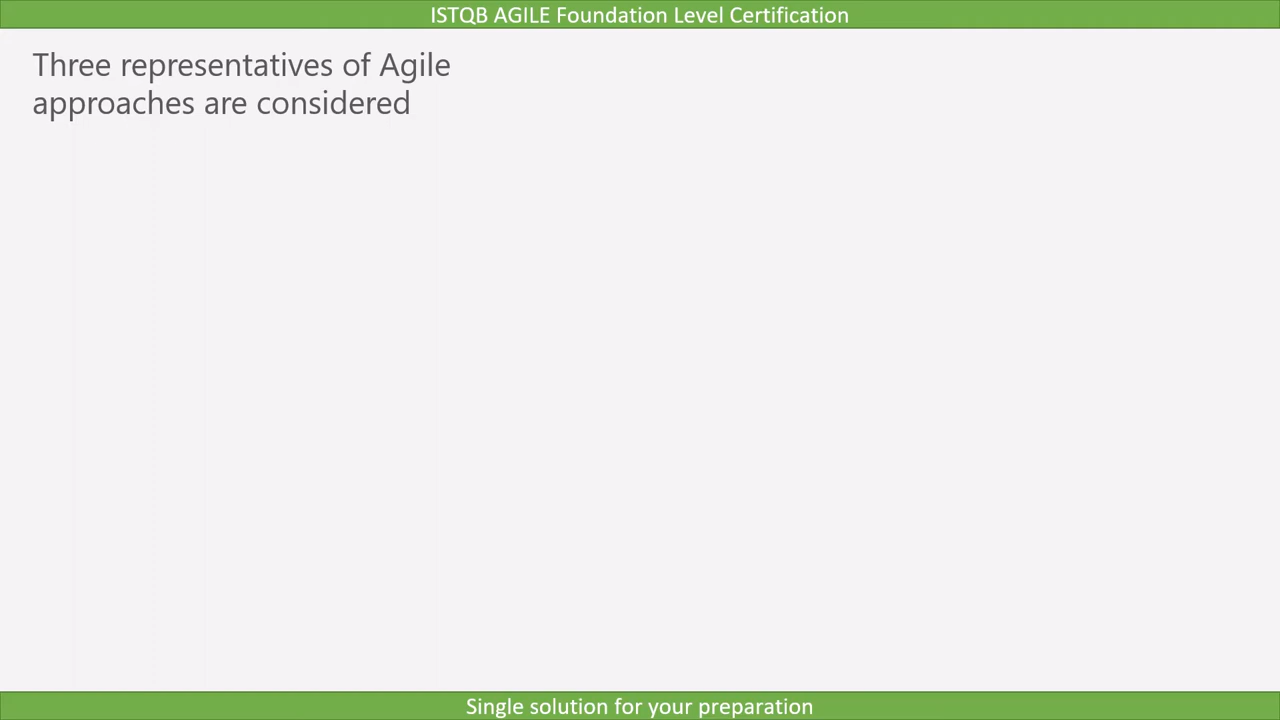 ISTQB AGILE Foundation Level Certification
Three representatives of Agile
approaches are considered
Single solution for your preparation